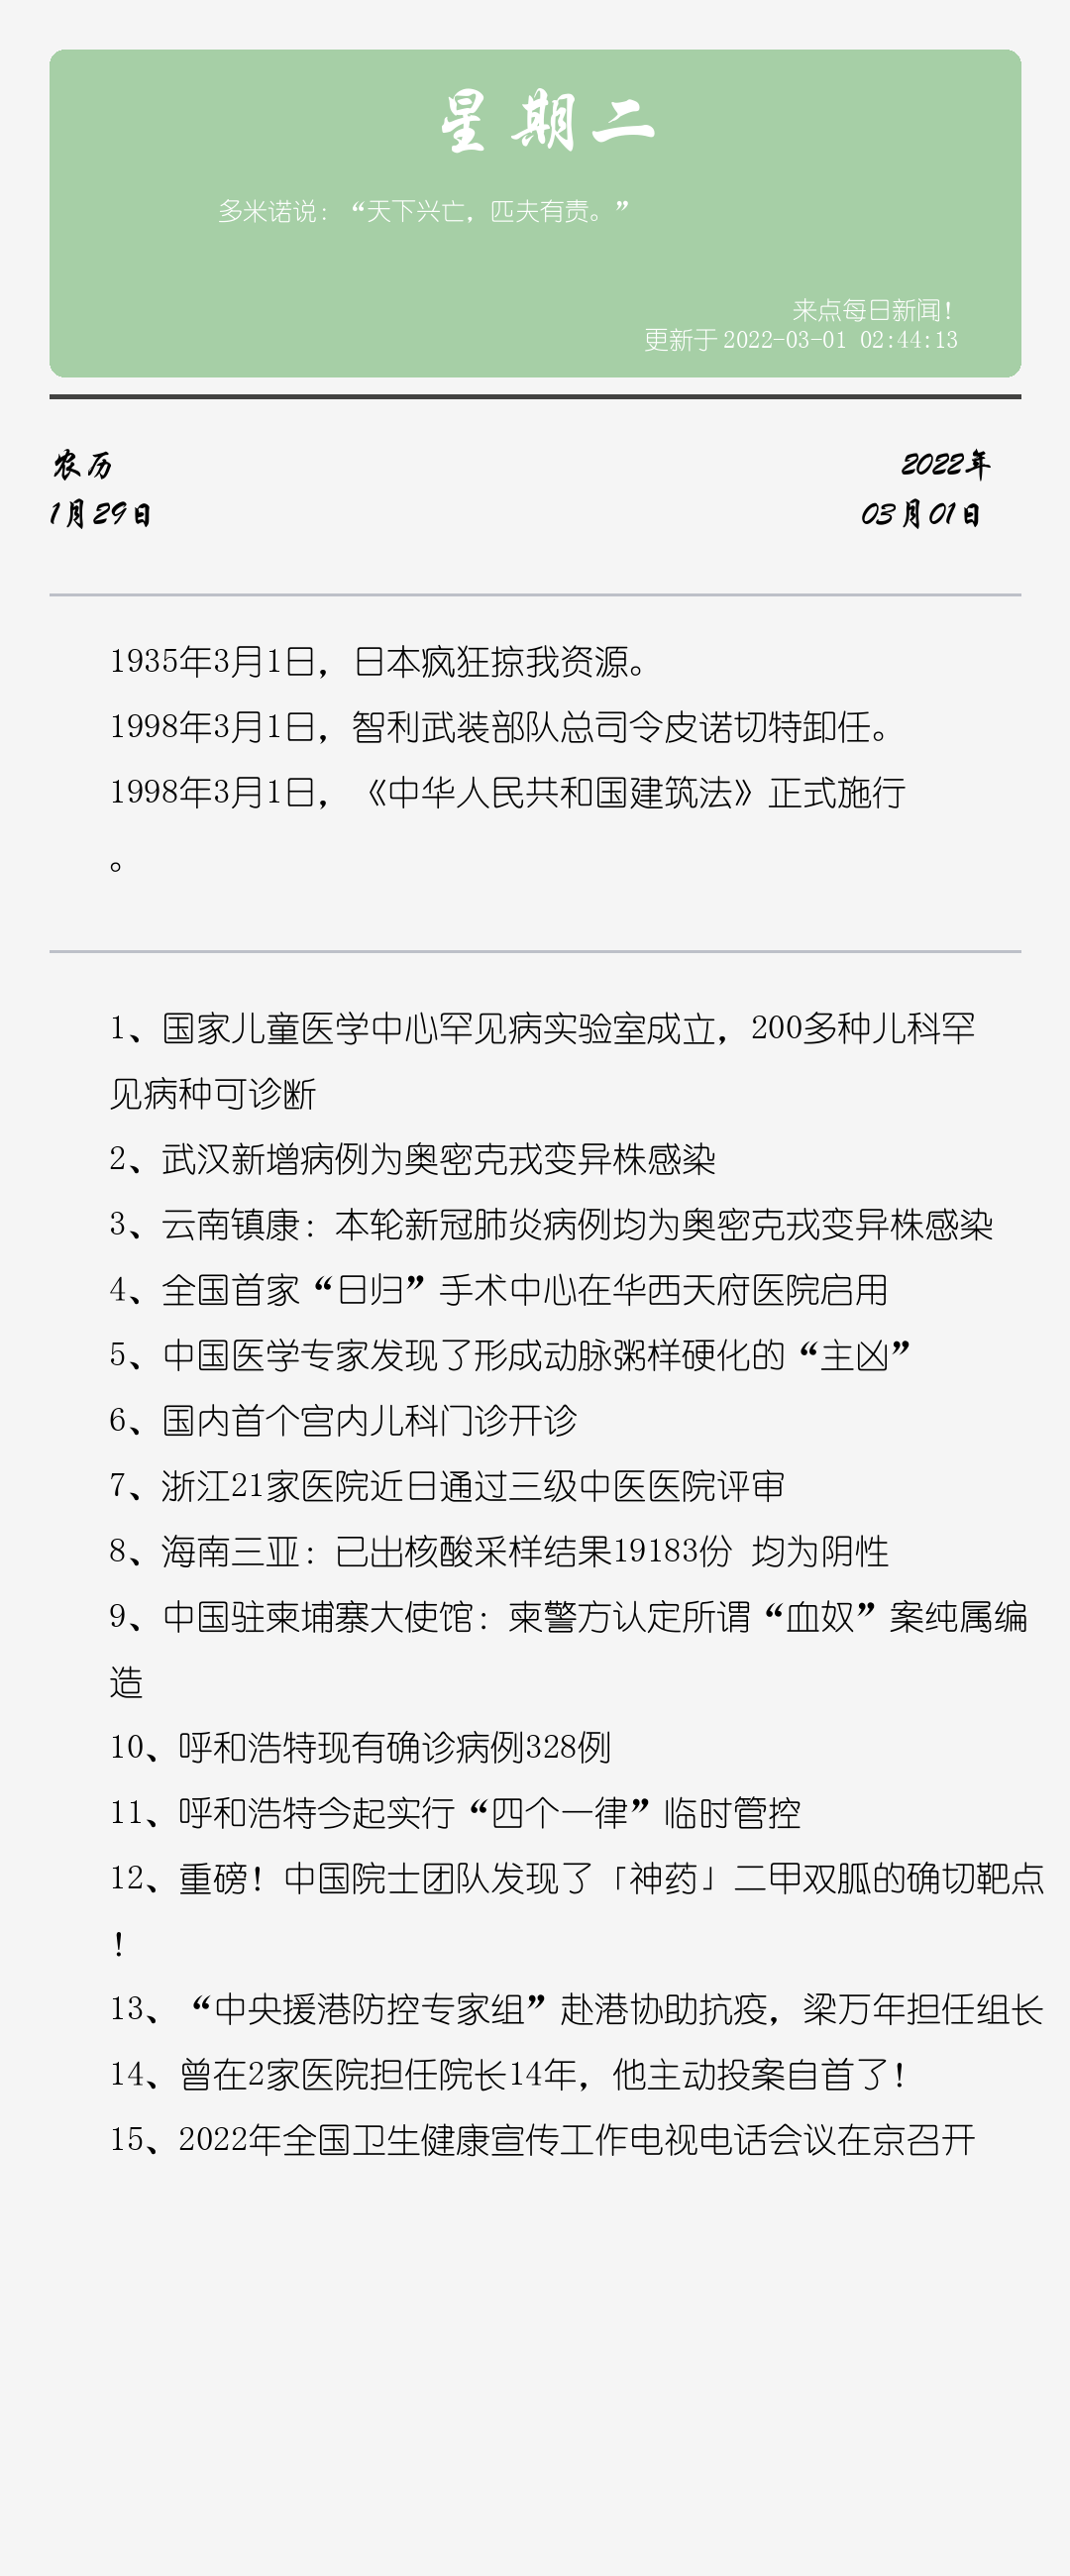 星期二
多米诺说：“天下兴亡，匹夫有责。”
来点每日新闻！
更新于 2022-03-01 02:44:13
农历
2022年
1月29日
03月01日
1935年3月1日，日本疯狂掠我资源。
1998年3月1日，智利武装部队总司令皮诺切特卸任。
1998年3月1日，《中华人民共和国建筑法》正式施行
。
1、国家儿童医学中心罕见病实验室成立，200多种儿科罕
见病种可诊断
2、武汉新增病例为奥密克戎变异株感染
3、云南镇康：本轮新冠肺炎病例均为奥密克戎变异株感染
4、全国首家“日归”手术中心在华西天府医院启用
5、中国医学专家发现了形成动脉粥样硬化的“主凶”
6、国内首个宫内儿科门诊开诊
7、浙江21家医院近日通过三级中医医院评审
8、海南三亚：已出核酸采样结果19183份 均为阴性
9、中国驻柬埔寨大使馆：柬警方认定所谓“血奴”案纯属编
造
10、呼和浩特现有确诊病例328例
11、呼和浩特今起实行“四个一律”临时管控
12、重磅！中国院士团队发现了「神药」二甲双胍的确切靶点
！
13、“中央援港防控专家组”赴港协助抗疫，梁万年担任组长
14、曾在2家医院担任院长14年，他主动投案自首了！
15、2022年全国卫生健康宣传工作电视电话会议在京召开